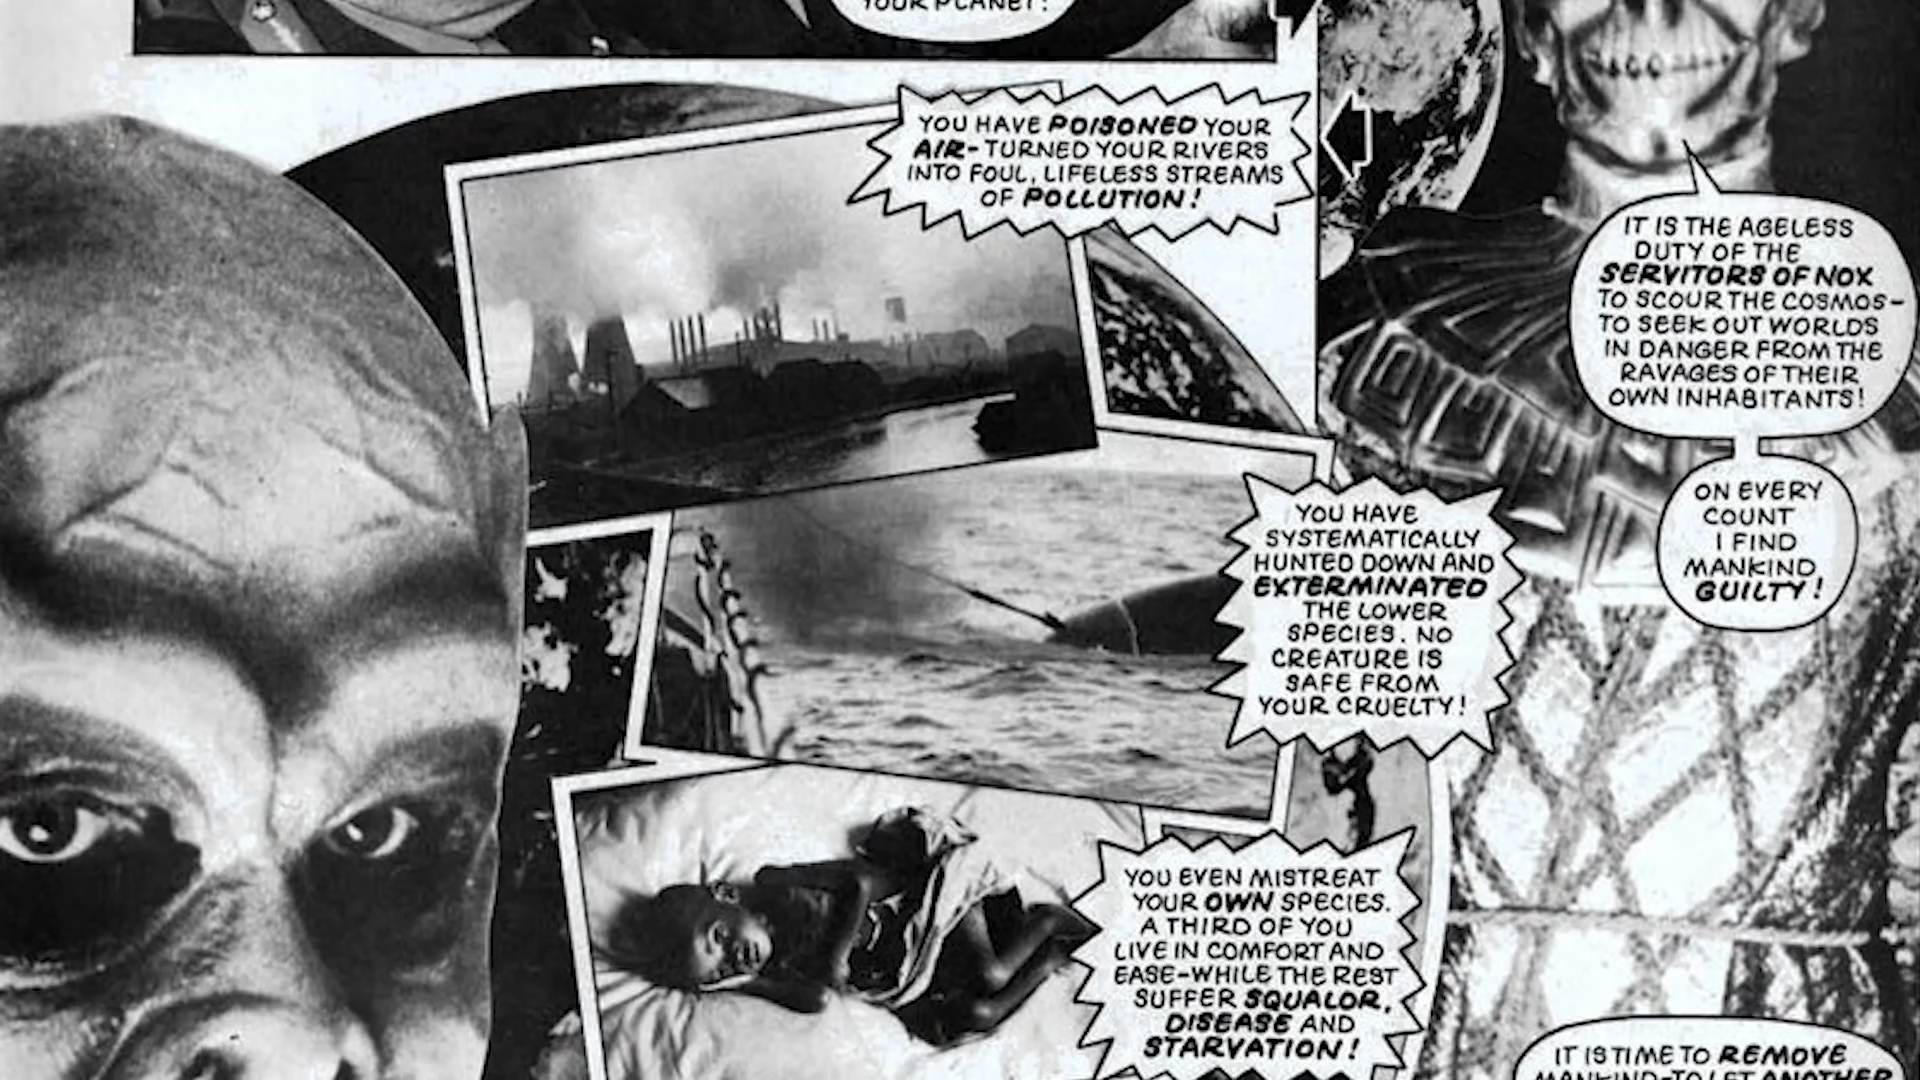 YOUR PLANET!
YOU HAVE POISONED YOUR
AIR- TURNED YOUR RIVERS
INTO FOUL, LIFELESS STREAMS
OF POLLUTION!
YOU HAVE
SYSTEMATICALLY
HUNTED DOWN AND
EXTERMINATED
THE LOWER
SPECIES. NO
CREATURE IS
SAFE FROM
YOUR CRUELTY!
YOU EVEN MISTREAT
YOUR OWN SPECIES.
A THIRD OF YOU
LIVE IN COMFORT AND
EASE-WHILE THE REST
SUFFER SQUALOR,
DISEASE AND
STARVATION!
IT IS THE AGELESS
DUTY OF THE
SERVITORS OF NOX
TO SCOUR THE COSMOS-
TO SEEK OUT WORLDS
IN DANGER FROM THE
RAVAGES OF THEIR
OWN INHABITANTS!
ON EVERY
COUNT
I FIND
MANKIND
GUILTY!
IT IS TIME TO REMOVE
MANKIND-TO LET ANOTHER